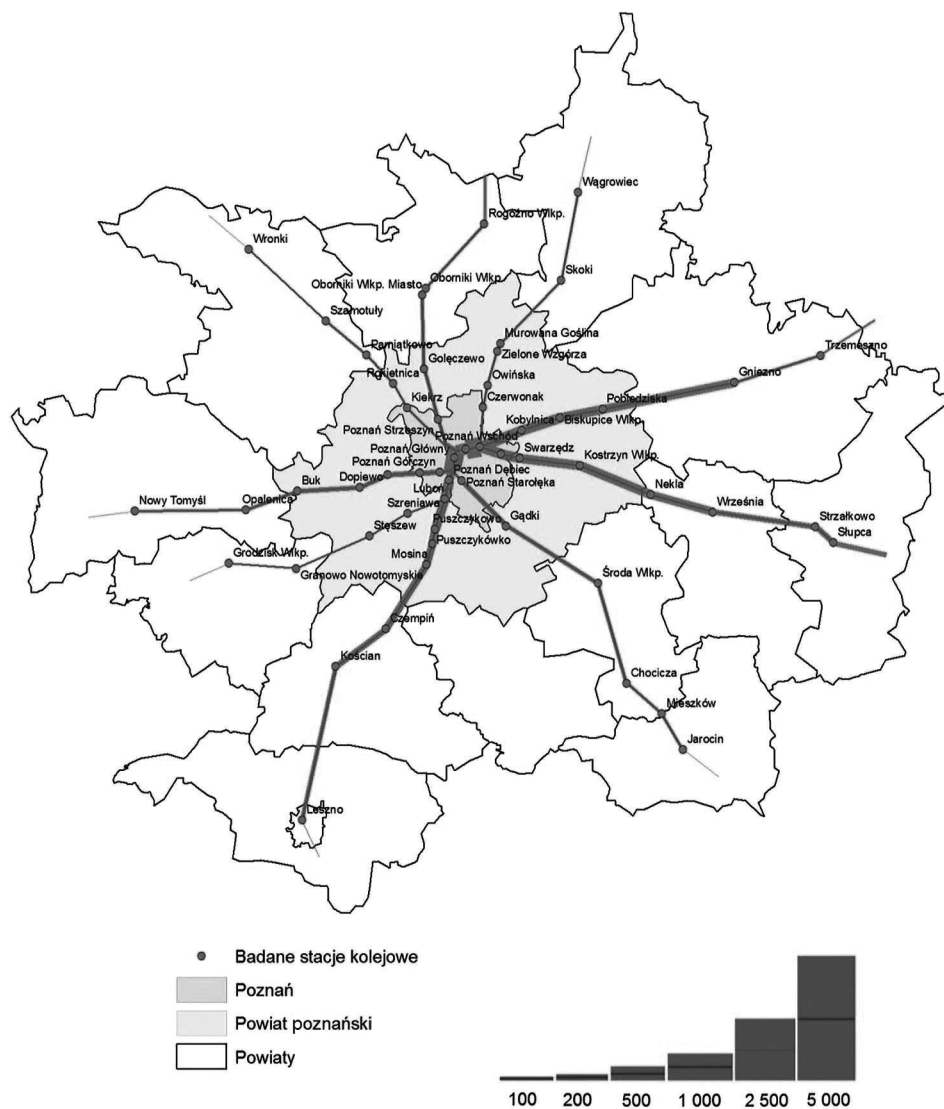 Wągrowiec
Rogoźno Wlkp.
Wronki
Skoki
Oborniki Wlkp.
Oborniki Wlkp. Miasto
Szamotuły
Murowana Goślina
Pamiątkowo
Zielone Wzgórza
Trzemeszno
Golęczewo
Rokietnica
Gniezno
Owińska
Kiekrz
Czerwonak
Pobiedziska
Kobylnica
Biskupice Wlkp.
Poznań Strzeszyn
Poznań Wschód
Poznań Główny
Swarzędz
Kostrzyn Wlkp.
Poznań Górczyn
Poznań Dębiec
Dopiewo
Poznań Starołęka
Buk
Luboń
Nekla
Nowy Tomyśl
Opalenica
Szreniawa
Września
Gądki
Puszczykowo
Strzałkowo
Stęszew
Puszczykówko
Słupca
Grodzisk Wlkp.
Mosina
Granowo Nowotomyskie
Środa Wlkp.
Czempiń
Kościan
Chocicza
Mieszków
Jarocin
Leszno
Badane stacje kolejowe
Poznań
Powiat poznański
Powiaty
100 200 500 1 000 2 500 5 000